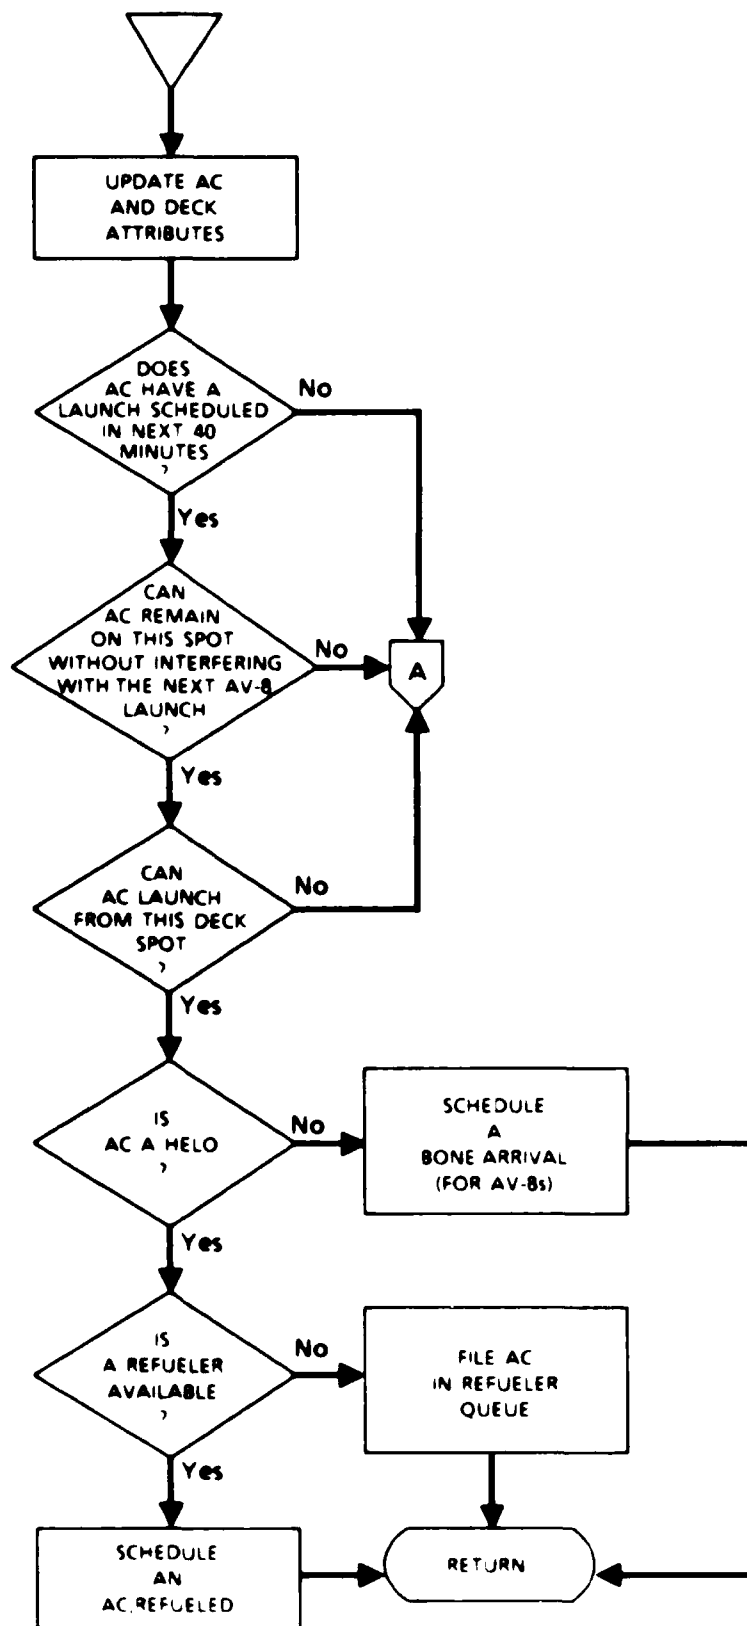 UPDATE AC
AND DECK
ATTRIBUTES
DOES
AC HAVE A
LAUNCH SCHEDULED
IN NEXT 40
MINUTES
?
No
Yes
CAN
AC REMAIN
ON THIS SPOT
WITHOUT INTERFERING
WITH THE NEXT AV-8
LAUNCH
?
No
A
Yes
CAN
AC LAUNCH
FROM THIS DECK
SPOT
?
No
Yes
IS
AC A HELO
?
No
SCHEDULE
A
BONE ARRIVAL
(FOR AV-8s)
Yes
IS
A REFUELER
AVAILABLE
?
No
FILE AC
IN REFUELER
QUEUE
Yes
SCHEDULE
AN
AC.REFUELED
RETURN